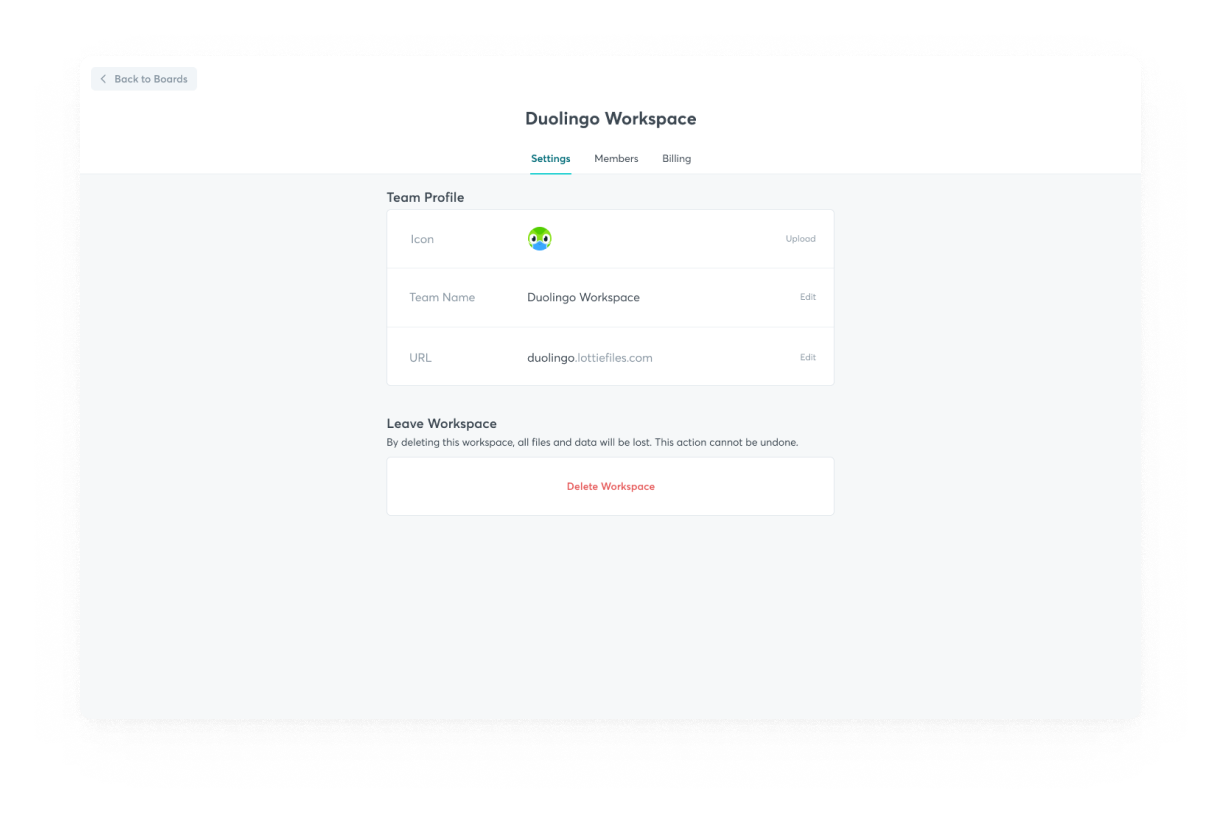 Back to Boards
Duolingo Workspace
Settings Members Billing
Team Profile
Icon Upload
Team Name Duolingo Workspace Edit
URL duolingo.lottiefiles.com Edit
Leave Workspace
By deleting this workspace, all files and data will be lost. This action cannot be undone.
Delete Workspace